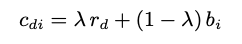 c_{di} = λ r_d + (1 − λ) b_i